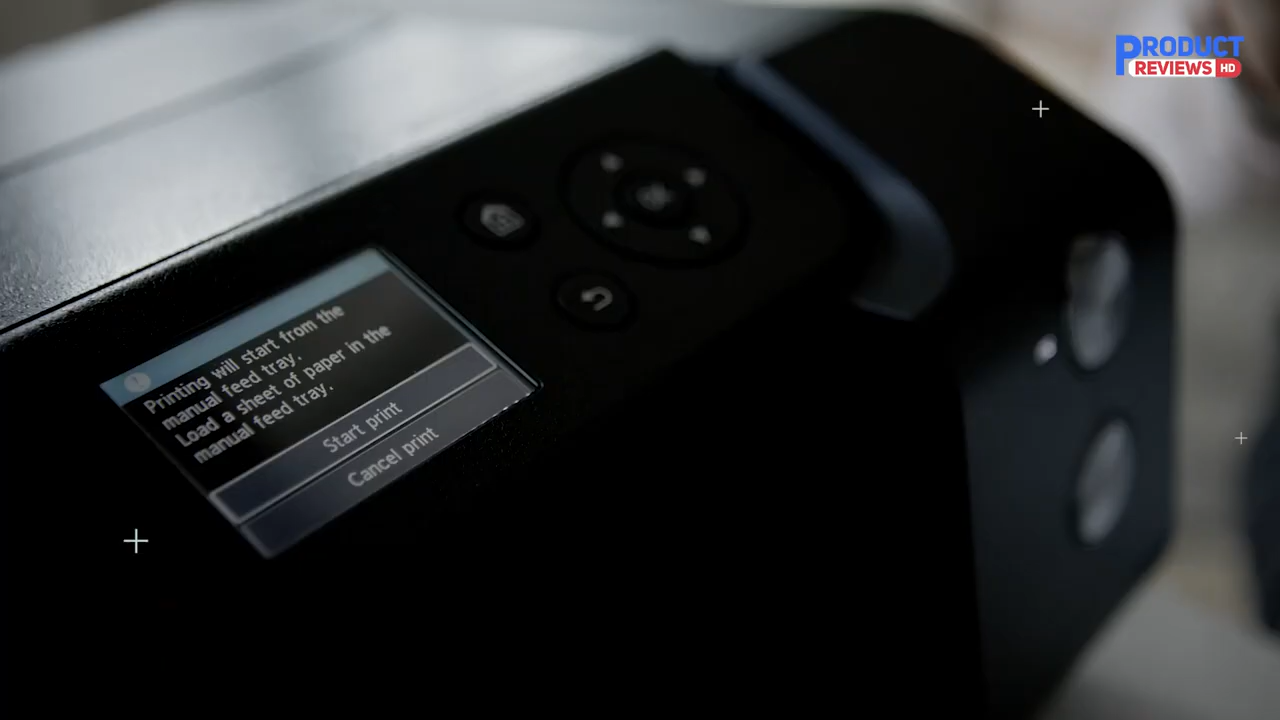 PRODUCT
REVIEWS HD
OK
Printing will start from the
manual feed tray.
Load a sheet of paper in the
manual feed tray.
Start print
Cancel print